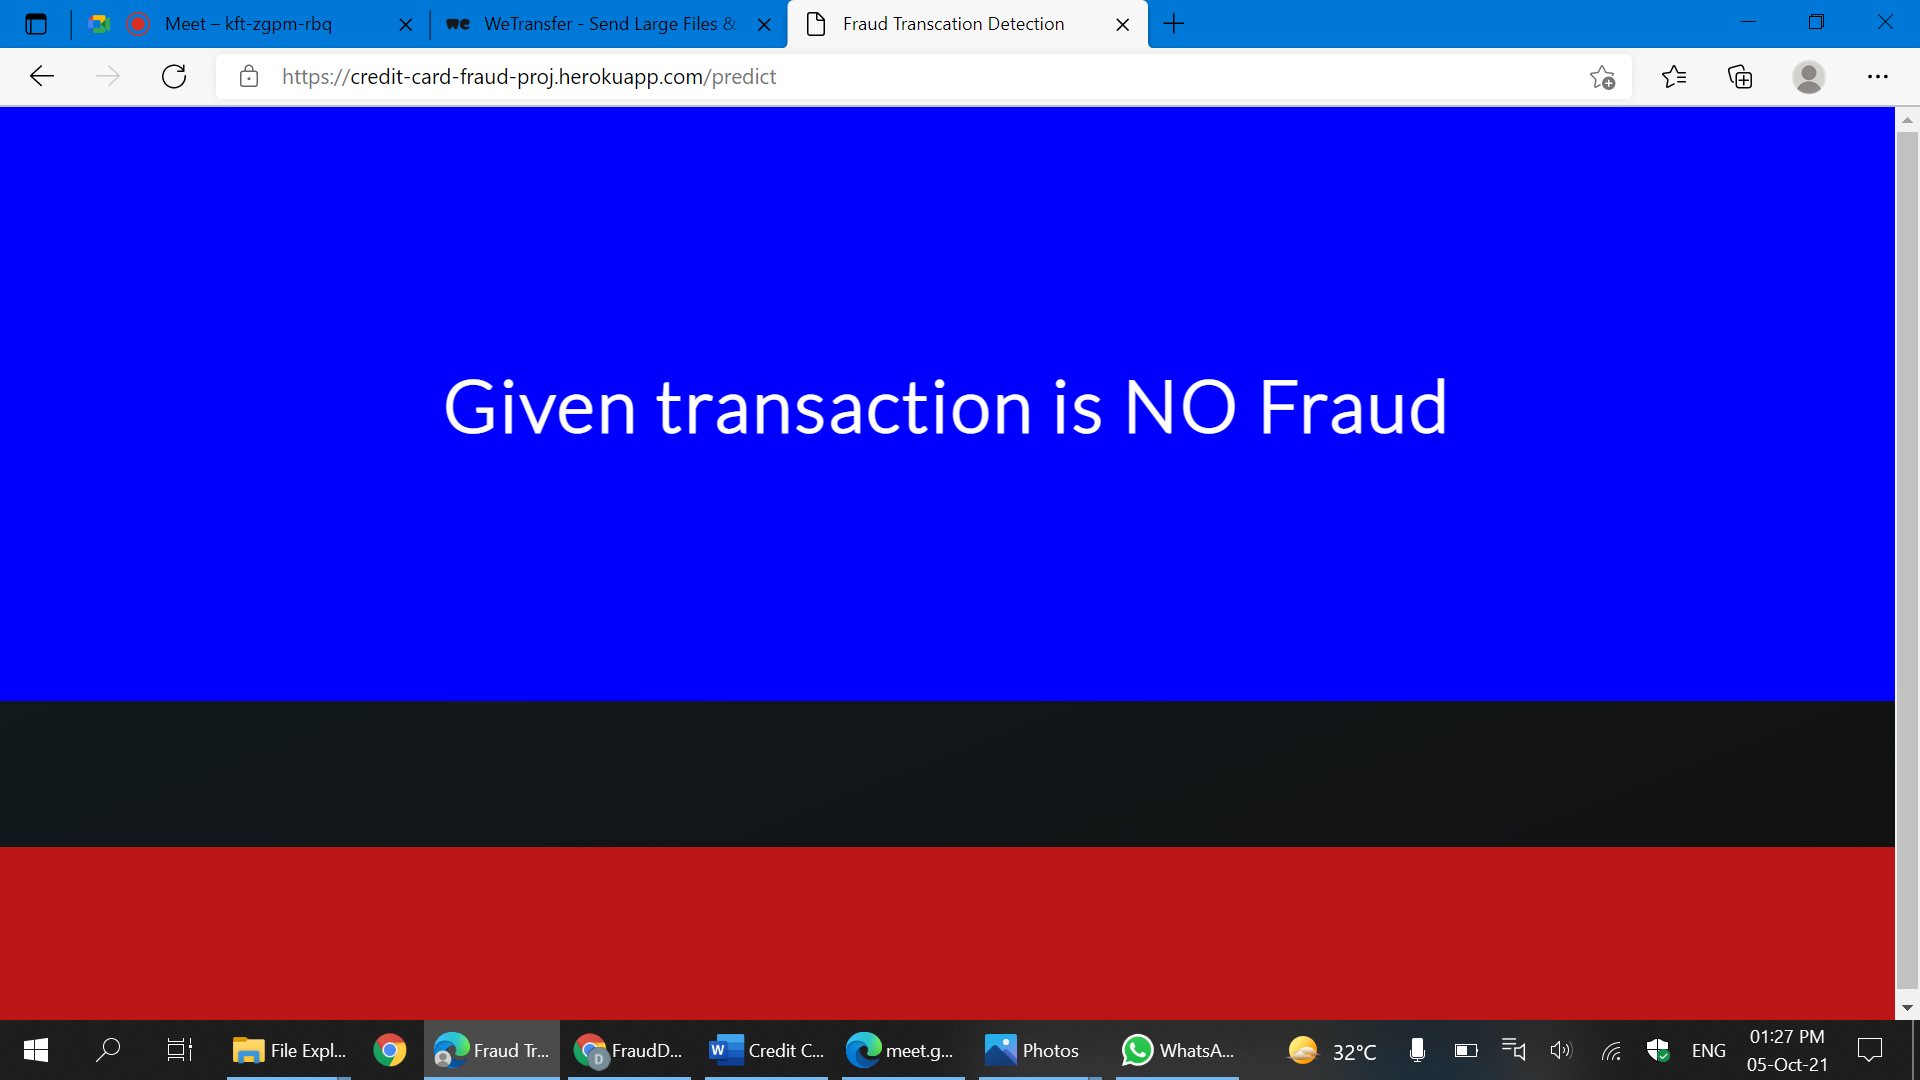 Meet – kft-zgpm-rbq
we WeTransfer - Send Large Files &
Fraud Transcation Detection
https://credit-card-fraud-proj.herokuapp.com/predict
Given transaction is NO Fraud
File Expl...
Fraud Tr...
D
FraudD...
W
Credit C...
meet.g...
Photos
WhatsA...
32°C
ENG
01:27 PM
05-Oct-21